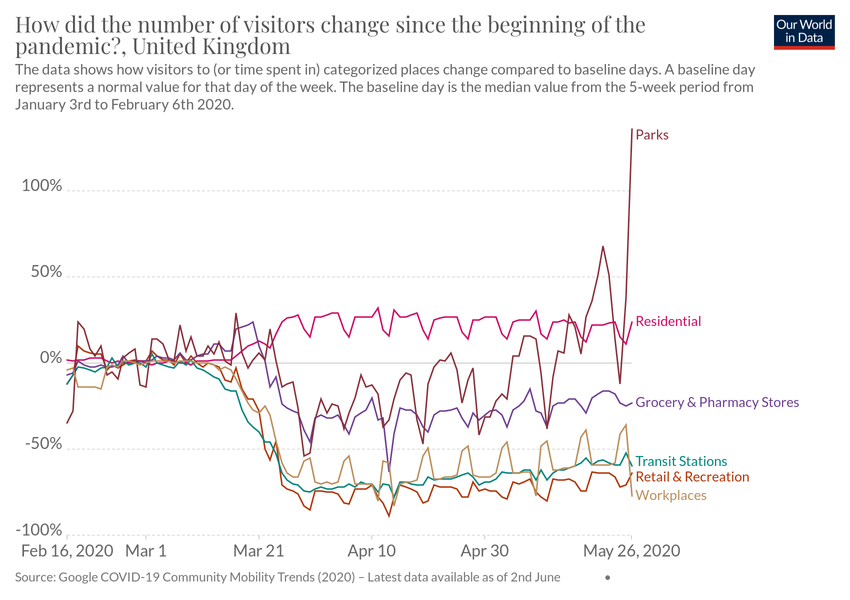 How did the number of visitors change since the beginning of the
pandemic?, United Kingdom
Our World
in Data
The data shows how visitors to (or time spent in) categorized places change compared to baseline days. A baseline day
represents a normal value for that day of the week. The baseline day is the median value from the 5-week period from
January 3rd to February 6th 2020.
Parks
100%
50%
Residential
0%
Grocery & Pharmacy Stores
-50%
Transit Stations
Retail & Recreation
Workplaces
-100%
Feb 16, 2020 Mar 1 Mar 21 Apr 10 Apr 30 May 26, 2020
Source: Google COVID-19 Community Mobility Trends (2020) – Latest data available as of 2nd June •